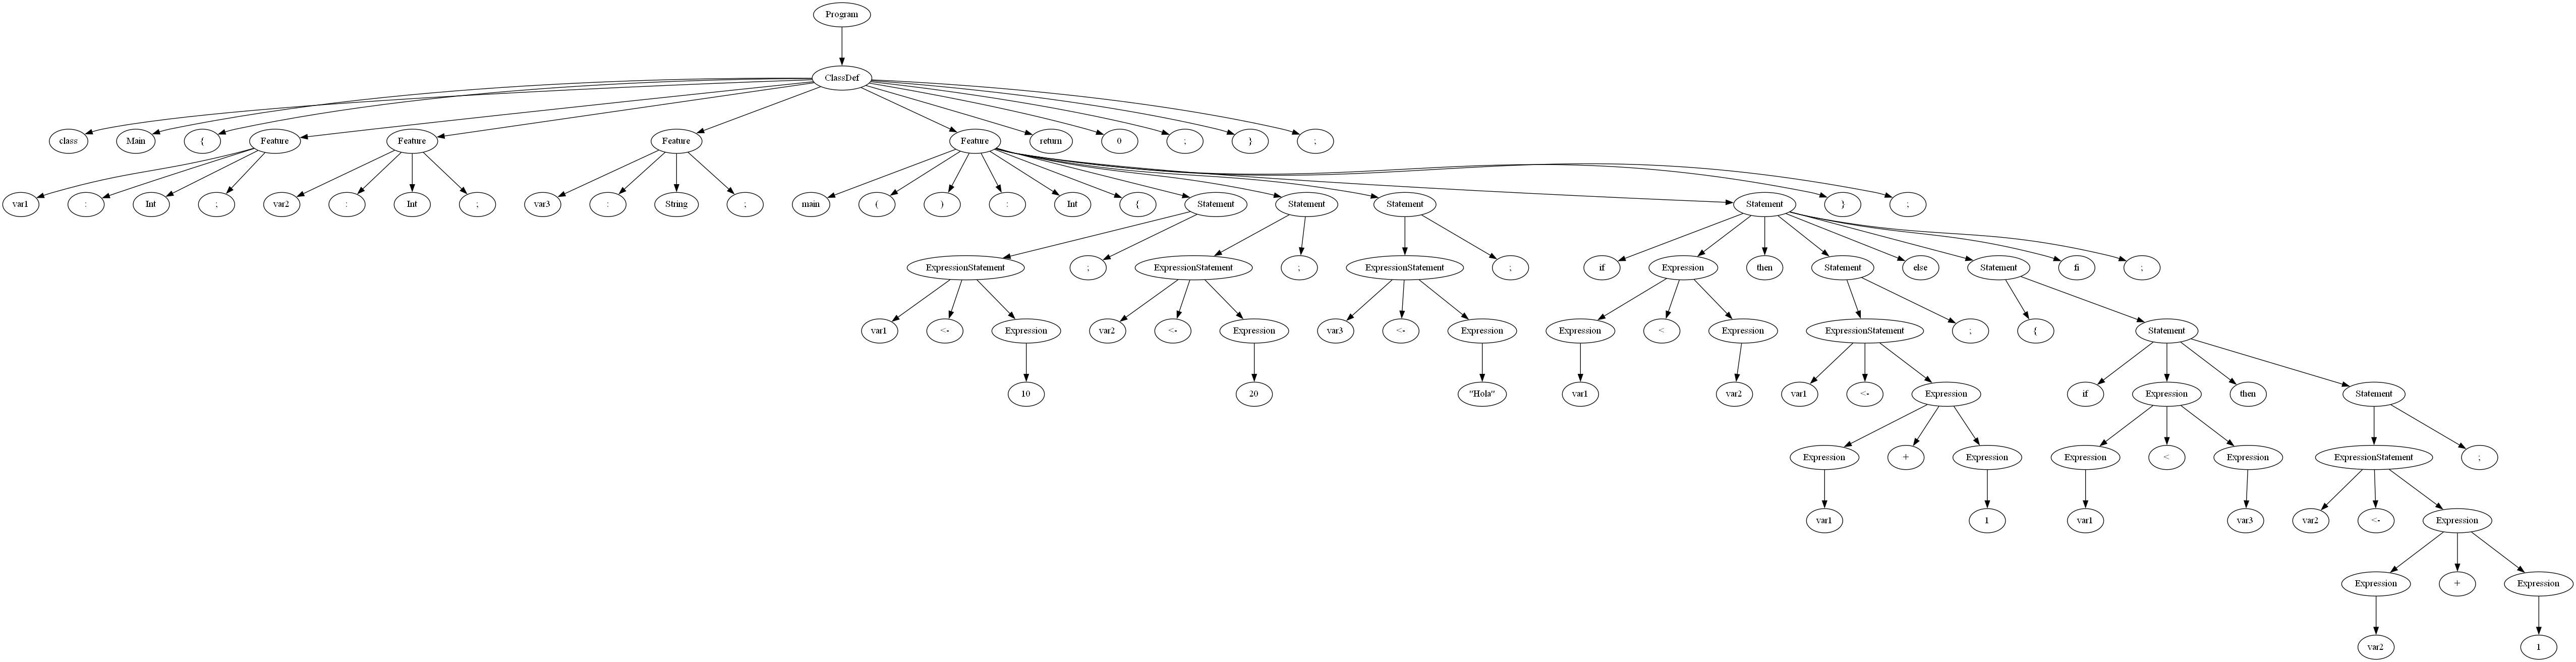 Program
ClassDef
class Main { Feature Feature Feature Feature return 0 ; } ;
var1 : Int ; var2 : Int ; var3 : String ; main ( ) : Int { Statement Statement Statement Statement } ;
ExpressionStatement ; ExpressionStatement ; ExpressionStatement ; if Expression then Statement else Statement fi ;
var1 <- Expression var2 <- Expression var3 <- Expression Expression < Expression ExpressionStatement ; { Statement
10 20 "Hola" var1 var2 var1 <- Expression if Expression then Statement
Expression + Expression Expression < Expression ExpressionStatement ;
var1 1 var1 var3 var2 <- Expression
Expression + Expression
var2 1